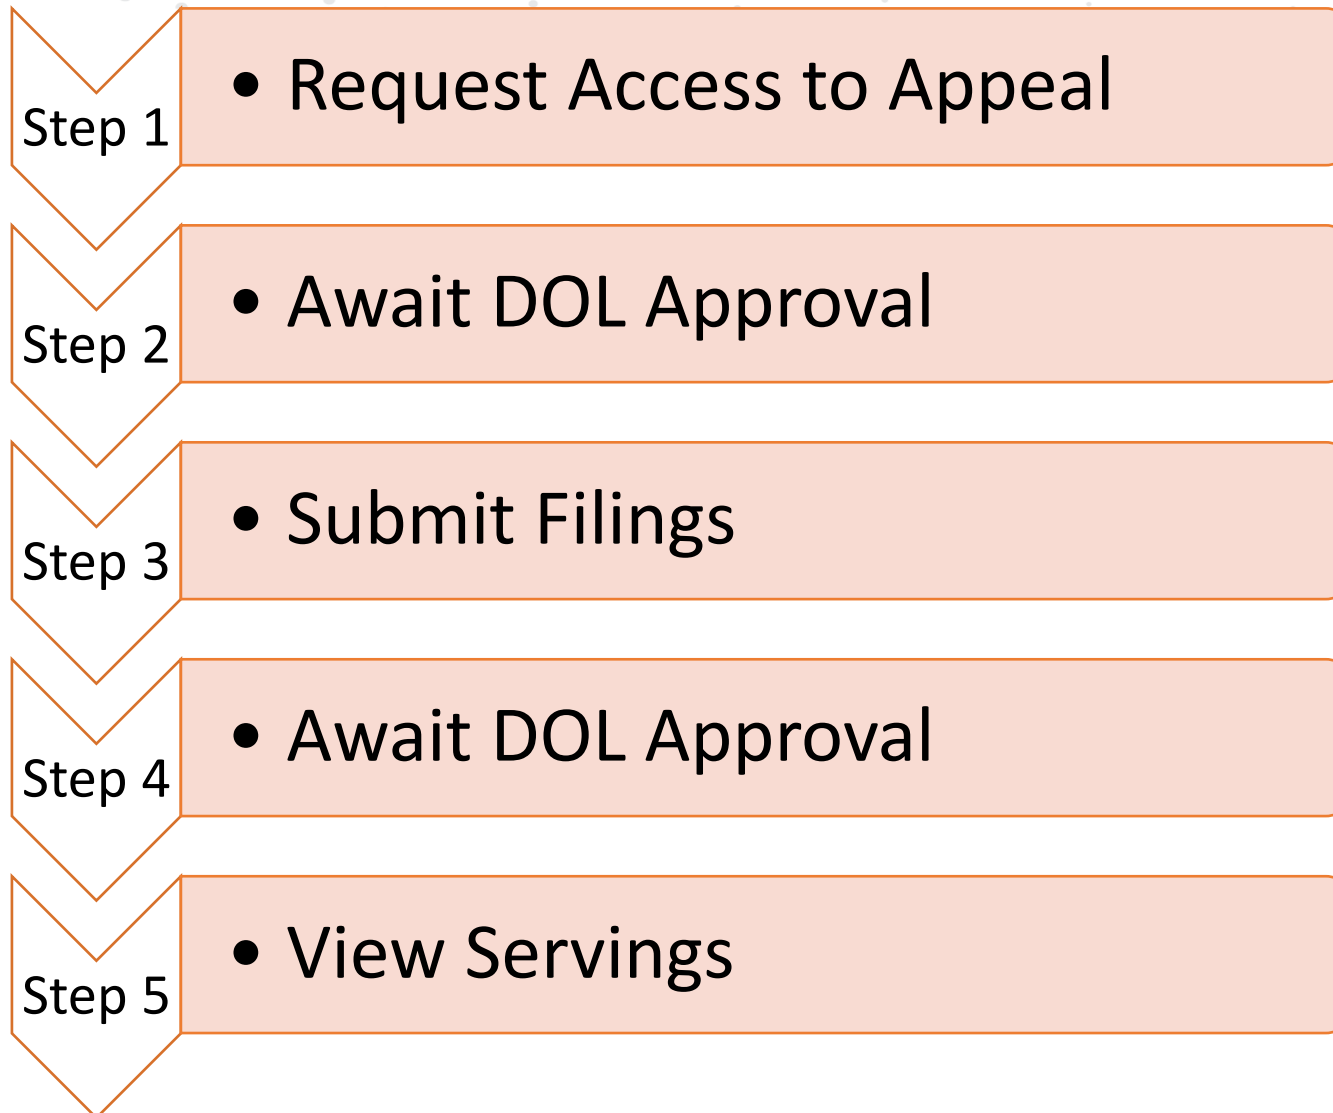 Step 1
• Request Access to Appeal
Step 2
• Await DOL Approval
Step 3
• Submit Filings
Step 4
• Await DOL Approval
Step 5
• View Servings